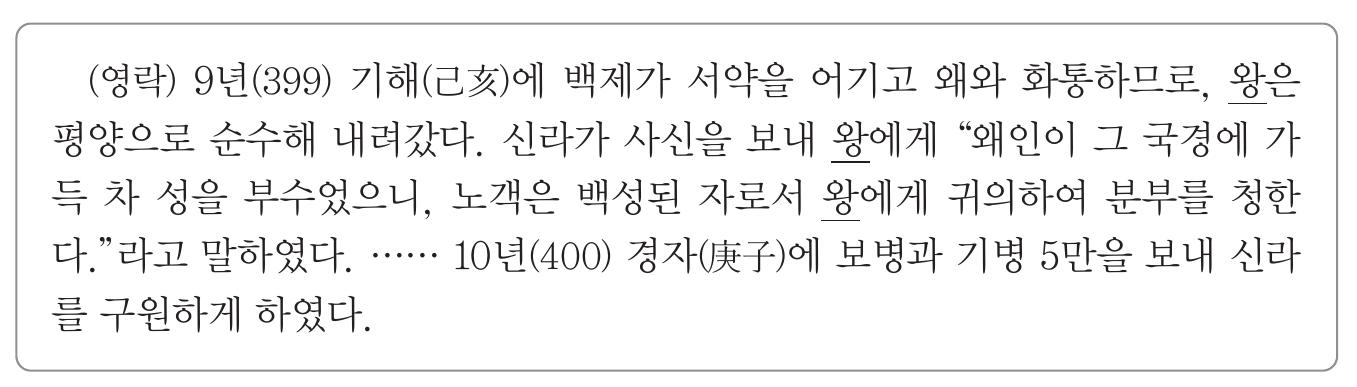 (영락) 9년(399) 기해(己亥)에 백제가 서약을 어기고 왜와 화통하므로, 왕은
평양으로 순수해 내려갔다. 신라가 사신을 보내 왕에게 “왜인이 그 국경에 가
득 차 성을 부수었으니, 노객은 백성된 자로서 왕에게 귀의하여 분부를 청한
다.”라고 말하였다. …… 10년(400) 경자(庚子)에 보병과 기병 5만을 보내 신라
를 구원하게 하였다.